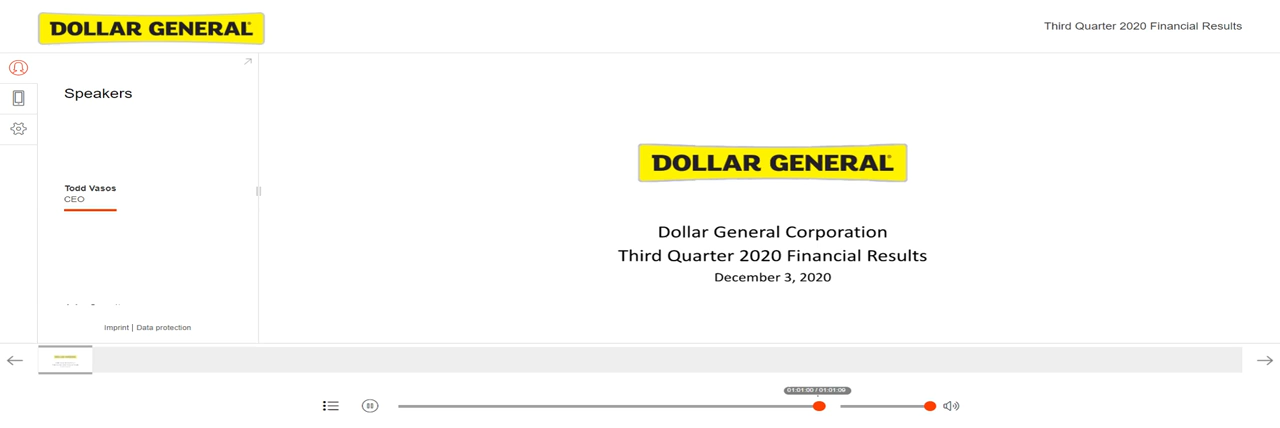 DOLLAR GENERAL
Third Quarter 2020 Financial Results
Speakers
Todd Vasos
CEO
Imprint | Data protection
DOLLAR GENERAL
Dollar General Corporation
Third Quarter 2020 Financial Results
December 3, 2020
01:01:00 / 01:01:09